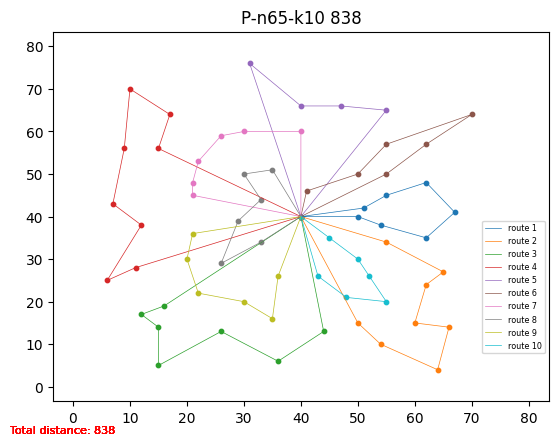 P-n65-k10 838
80
70
60
50
40
30
20
10
0
route 1
route 2
route 3
route 4
route 5
route 6
route 7
route 8
route 9
route 10
0 10 20 30 40 50 60 70 80
Total distance: 838